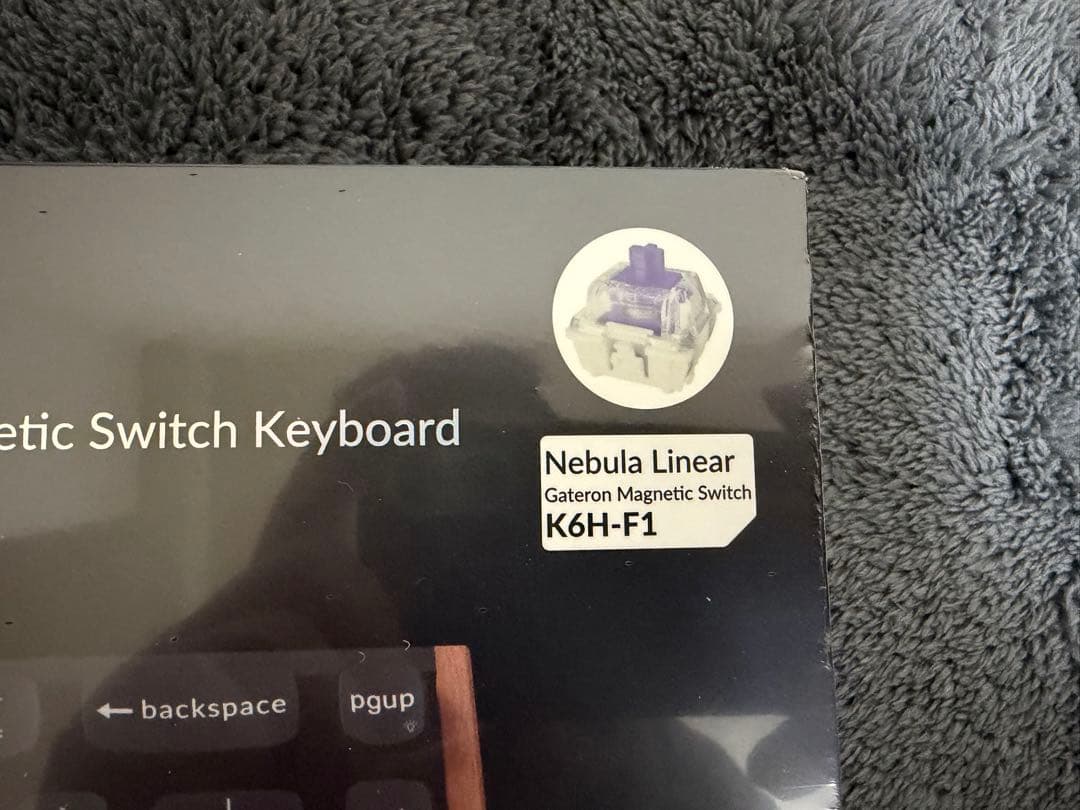 etic Switch Keyboard
Nebula Linear
Gateron Magnetic Switch
K6H-F1
← backspace
pgup